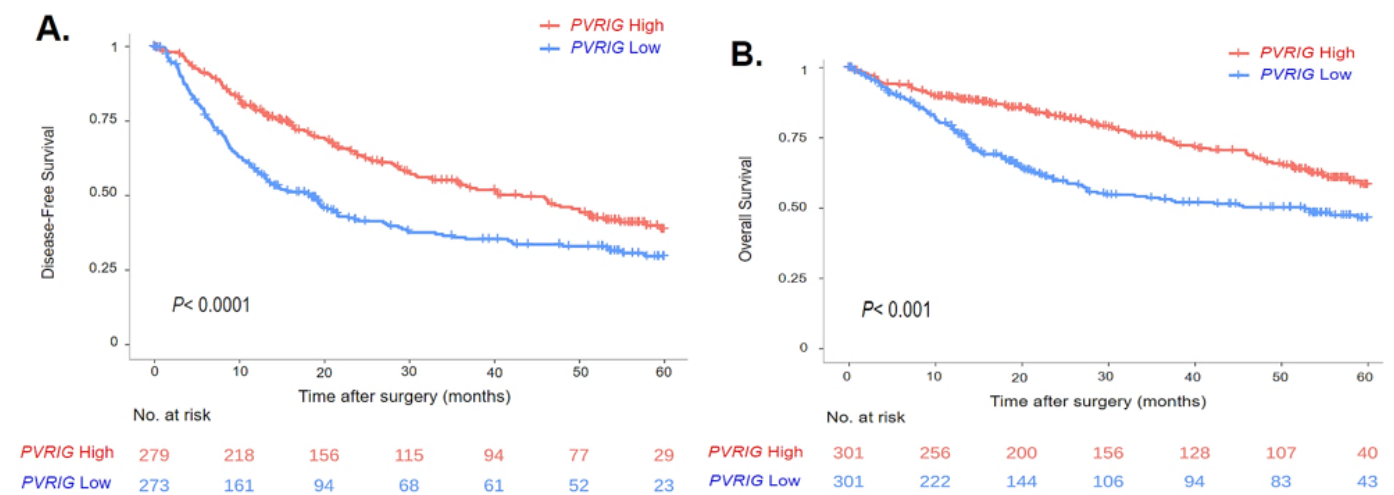 A.
PVRIG High
PVRIG Low
1
0.75
0.50
0.25
0
Disease-Free Survival
P< 0.0001
0 10 20 30 40 50 60
Time after surgery (months)
No. at risk
PVRIG High 279 218 156 115 94 77 29
PVRIG Low 273 161 94 68 61 52 23
B.
PVRIG High
PVRIG Low
1
0.75
0.50
0.25
0
Overall Survival
P< 0.001
0 10 20 30 40 50 60
Time after surgery (months)
No. at risk
PVRIG High 301 256 200 156 128 107 40
PVRIG Low 301 222 144 106 94 83 43